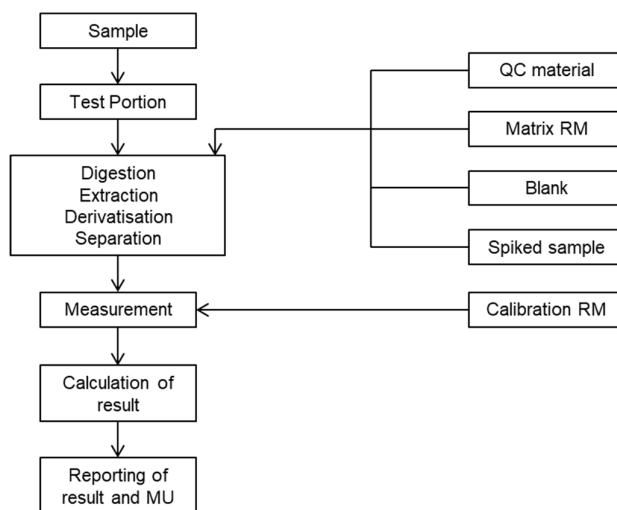 Sample
Test Portion
Digestion
Extraction
Derivatisation
Separation
Measurement
Calculation of
result
Reporting of
result and MU
QC material
Matrix RM
Blank
Spiked sample
Calibration RM